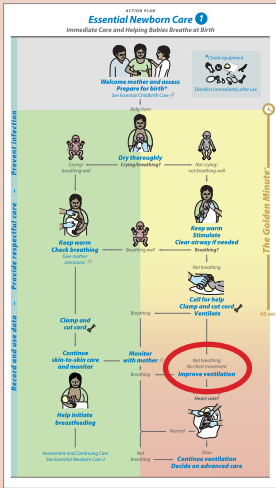 ACTION PLAN
Essential Newborn Care 1
Immediate Care and Helping Babies Breathe at Birth
Welcome mother and assess
Prepare for birth*
See Essential Childbirth Care
*Check equipment
Disinfect immediately after use
Baby born
Dry thoroughly
Crying/breathing?
Crying/
breathing well
Not crying/
not breathing well
Keep warm
Check breathing
Give mother
uterotonic
Breathing well
Keep warm
Stimulate
Clear airway if needed
Breathing?
Not breathing
Call for help
Clamp and cut cord
Ventilate
Breathing
Clamp and
cut cord
60 sec
Continue
skin-to-skin care
and monitor
Monitor
with mother
Breathing
Not breathing
No chest movement
Improve ventilation
Heart rate?
Help initiate
breastfeeding
Normal
Slow
Assessment and Continuing Care
See Essential Newborn Care 2
Not
breathing
Continue ventilation
Decide on advanced care
Prevent infection
Provide respectful care
Record and use data
The Golden Minute